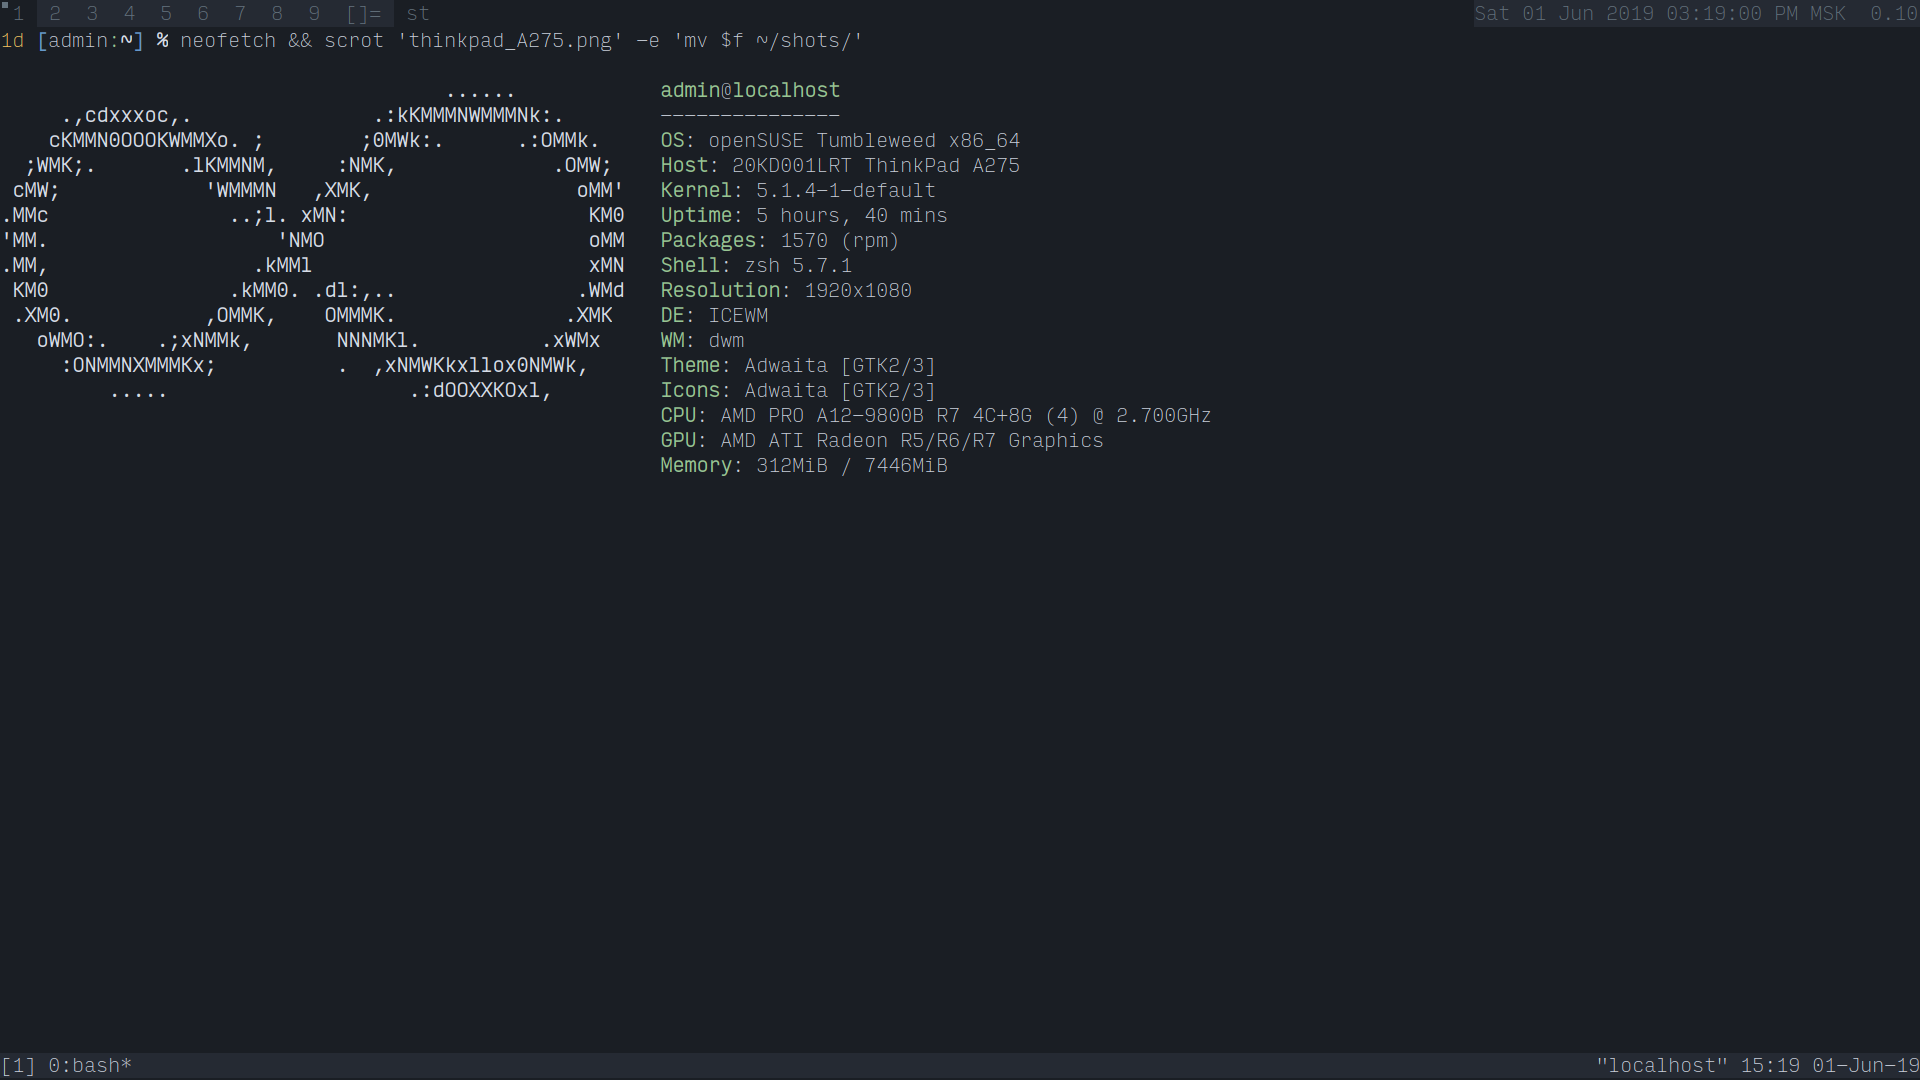 1 2 3 4 5 6 7 8 9 []= st Sat 01 Jun 2019 03:19:00 PM MSK 0.10
1d [admin:~] % neofetch && scrot 'thinkpad_A275.png' -e 'mv $f ~/shots/'
...... admin@localhost
.,cdxxxoc,. .:kKMMMNWMMMNk:. ---------------
cKMMN0OOOKWMMXo. ; ;0MWk:. .:OMMk. OS: openSUSE Tumbleweed x86_64
;WMK;. .lKMMNM, :NMK, .OMW; Host: 20KD001LRT ThinkPad A275
cMW; 'WMMMN ,XMK, oMM' Kernel: 5.1.4-1-default
.MMc ..;l. xMN: KM0 Uptime: 5 hours, 40 mins
'MM. 'NMO oMM Packages: 1570 (rpm)
.MM, .kMMl xMN Shell: zsh 5.7.1
KM0 .kMM0. .dl:,.. .WMd Resolution: 1920x1080
.XM0. ,OMMK, OMMMK. .XMK DE: ICEWM
oWMO:. .;xNMMk, NNNMKl. .xWMx WM: dwm
:ONMMNXMMMKx; . ,xNMWKkxllox0NMWk, Theme: Adwaita [GTK2/3]
..... .:dOOXXKOxl, Icons: Adwaita [GTK2/3]
CPU: AMD PRO A12-9800B R7 4C+8G (4) @ 2.700GHz
GPU: AMD ATI Radeon R5/R6/R7 Graphics
Memory: 312MiB / 7446MiB
[1] 0:bash* "localhost" 15:19 01-Jun-19